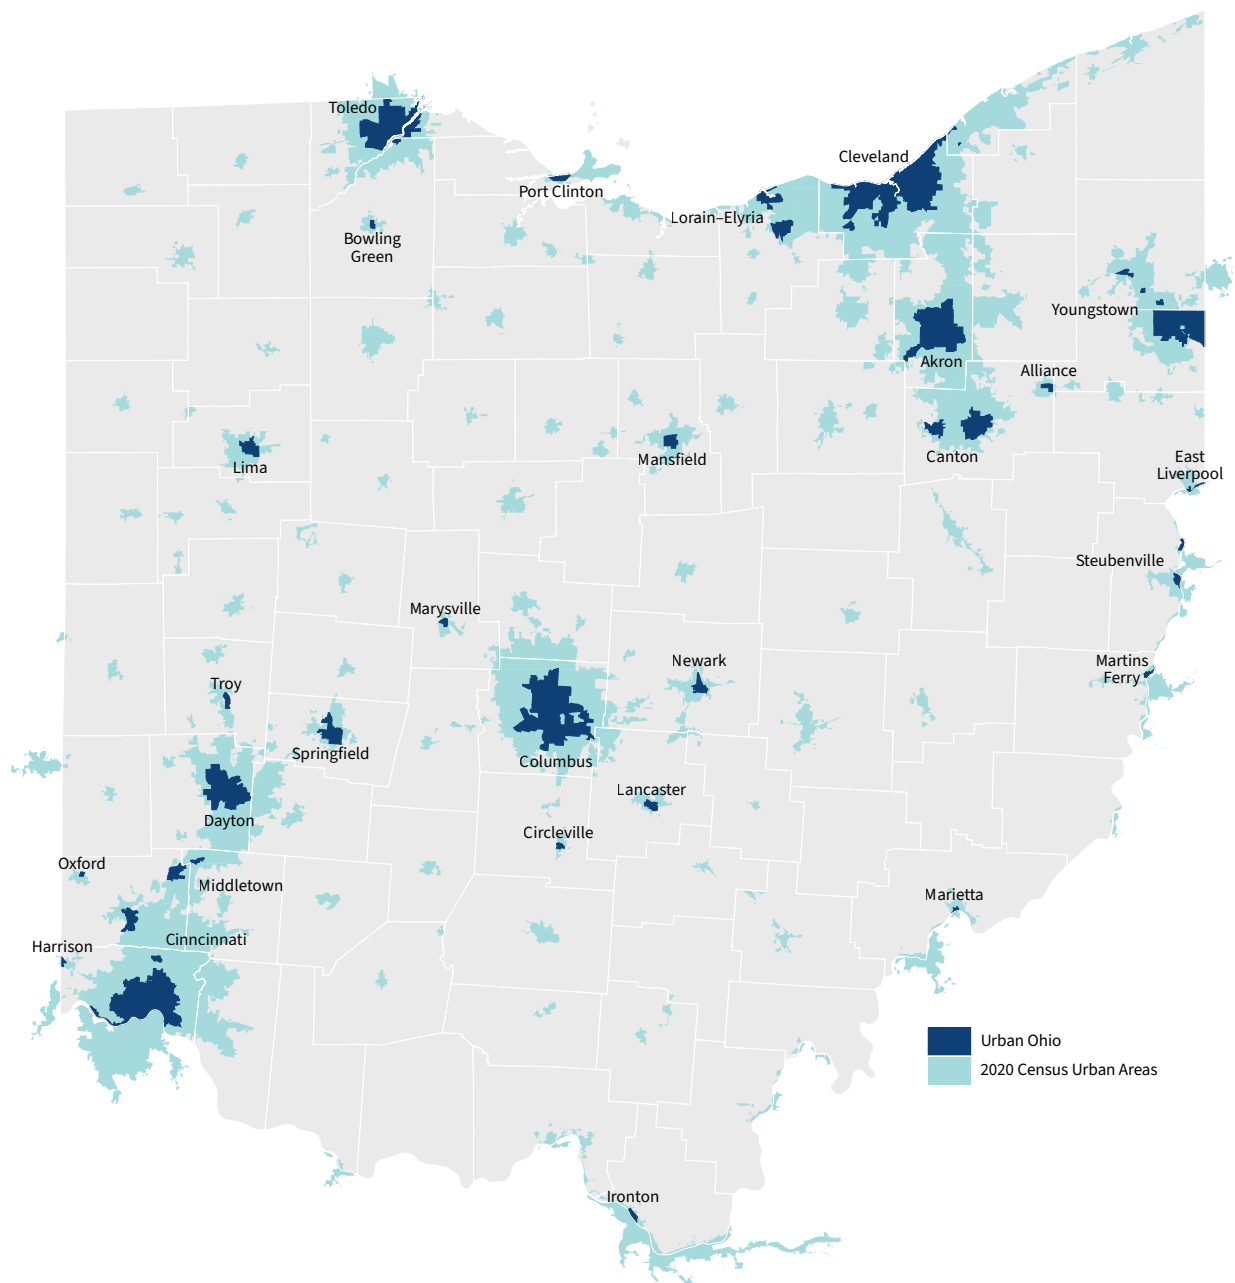 Toledo
Cleveland
Port Clinton
Lorain–Elyria
Bowling
Green
Youngstown
Akron
Alliance
Canton
Mansfield
Lima
East
Liverpool
Steubenville
Marysville
Newark
Martins
Ferry
Troy
Springfield
Columbus
Lancaster
Dayton
Circleville
Oxford
Middletown
Marietta
Harrison
Cinncinnati
Urban Ohio
2020 Census Urban Areas
Ironton